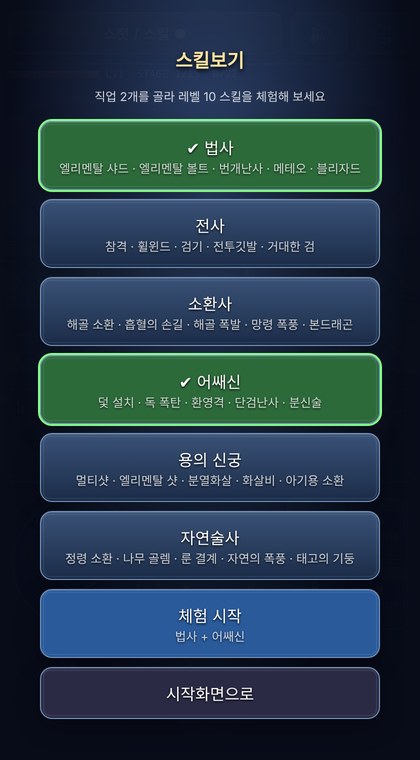 스킬보기
직업 2개를 골라 레벨 10 스킬을 체험해 보세요
✔ 법사
엘리멘탈 샤드 · 엘리멘탈 볼트 · 번개난사 · 메테오 · 블리자드
전사
참격 · 휠윈드 · 검기 · 전투깃발 · 거대한 검
소환사
해골 소환 · 흡혈의 손길 · 해골 폭발 · 망령 폭풍 · 본드래곤
✔ 어쌔신
덫 설치 · 독 폭탄 · 환영격 · 단검난사 · 분신술
용의 신궁
멀티샷 · 엘리멘탈 샷 · 분열화살 · 화살비 · 아기용 소환
자연술사
정령 소환 · 나무 골렘 · 룬 결계 · 자연의 폭풍 · 태고의 기둥
체험 시작
법사 + 어쌔신
시작화면으로